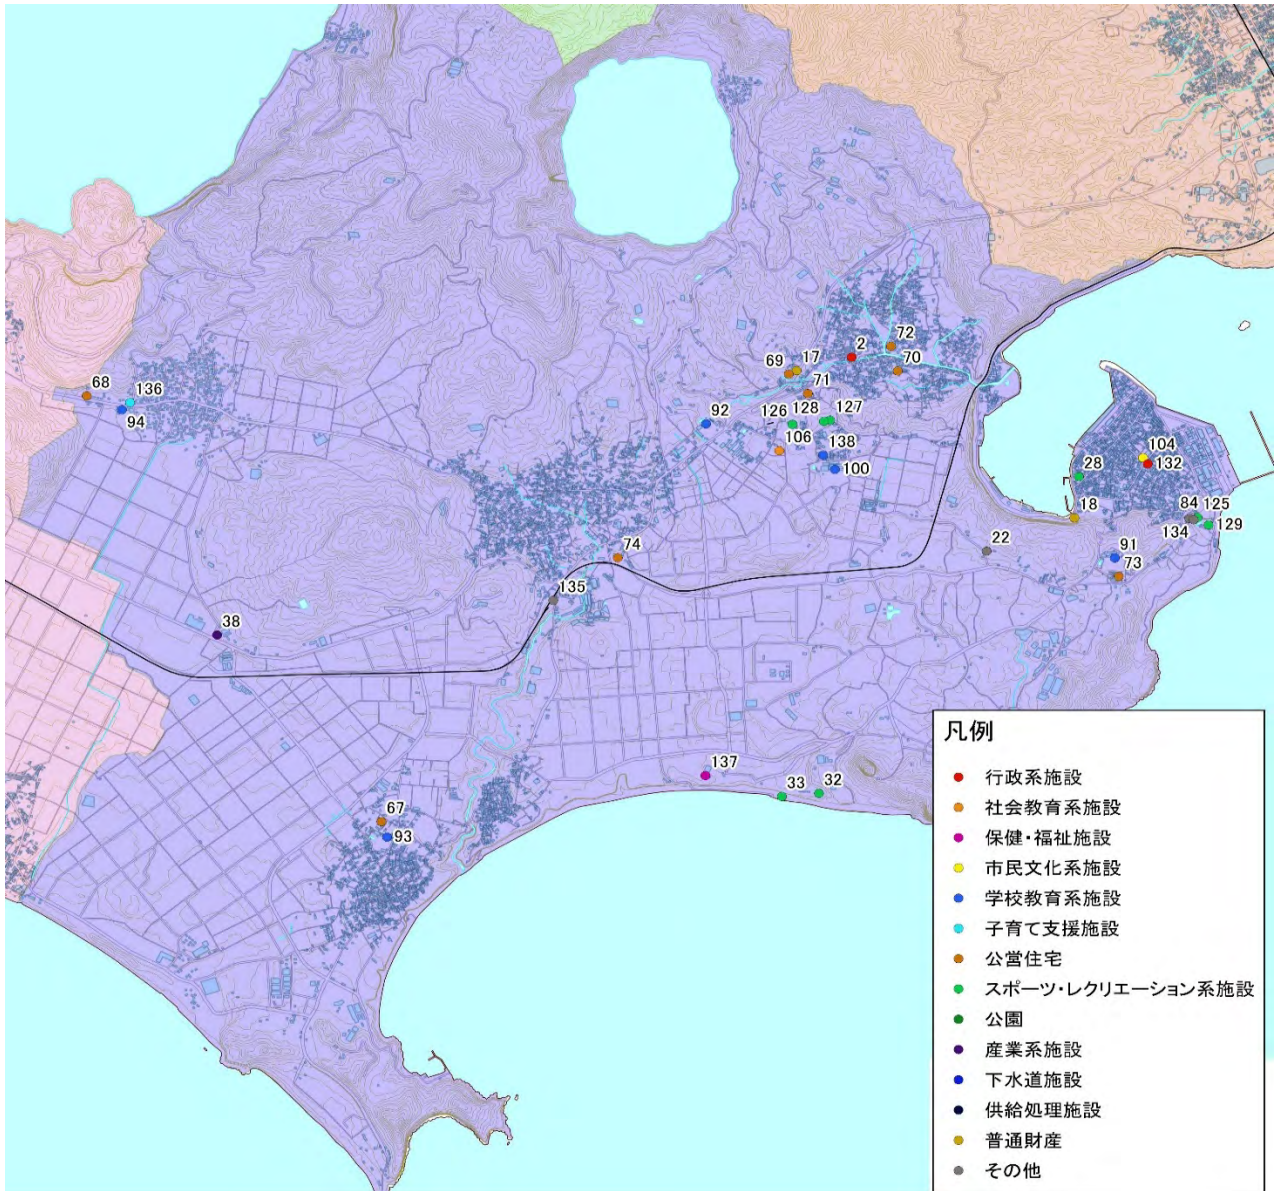 72
2
17
69
70
71
68
136
94
92
126
128
127
106
138
100
104
132
28
18
84
125
134
129
22
91
73
74
135
38
137
33
32
67
93
凡例
行政系施設
社会教育系施設
保健・福祉施設
市民文化系施設
学校教育系施設
子育て支援施設
公営住宅
スポーツ・レクリエーション系施設
公園
産業系施設
下水道施設
供給処理施設
普通財産
その他